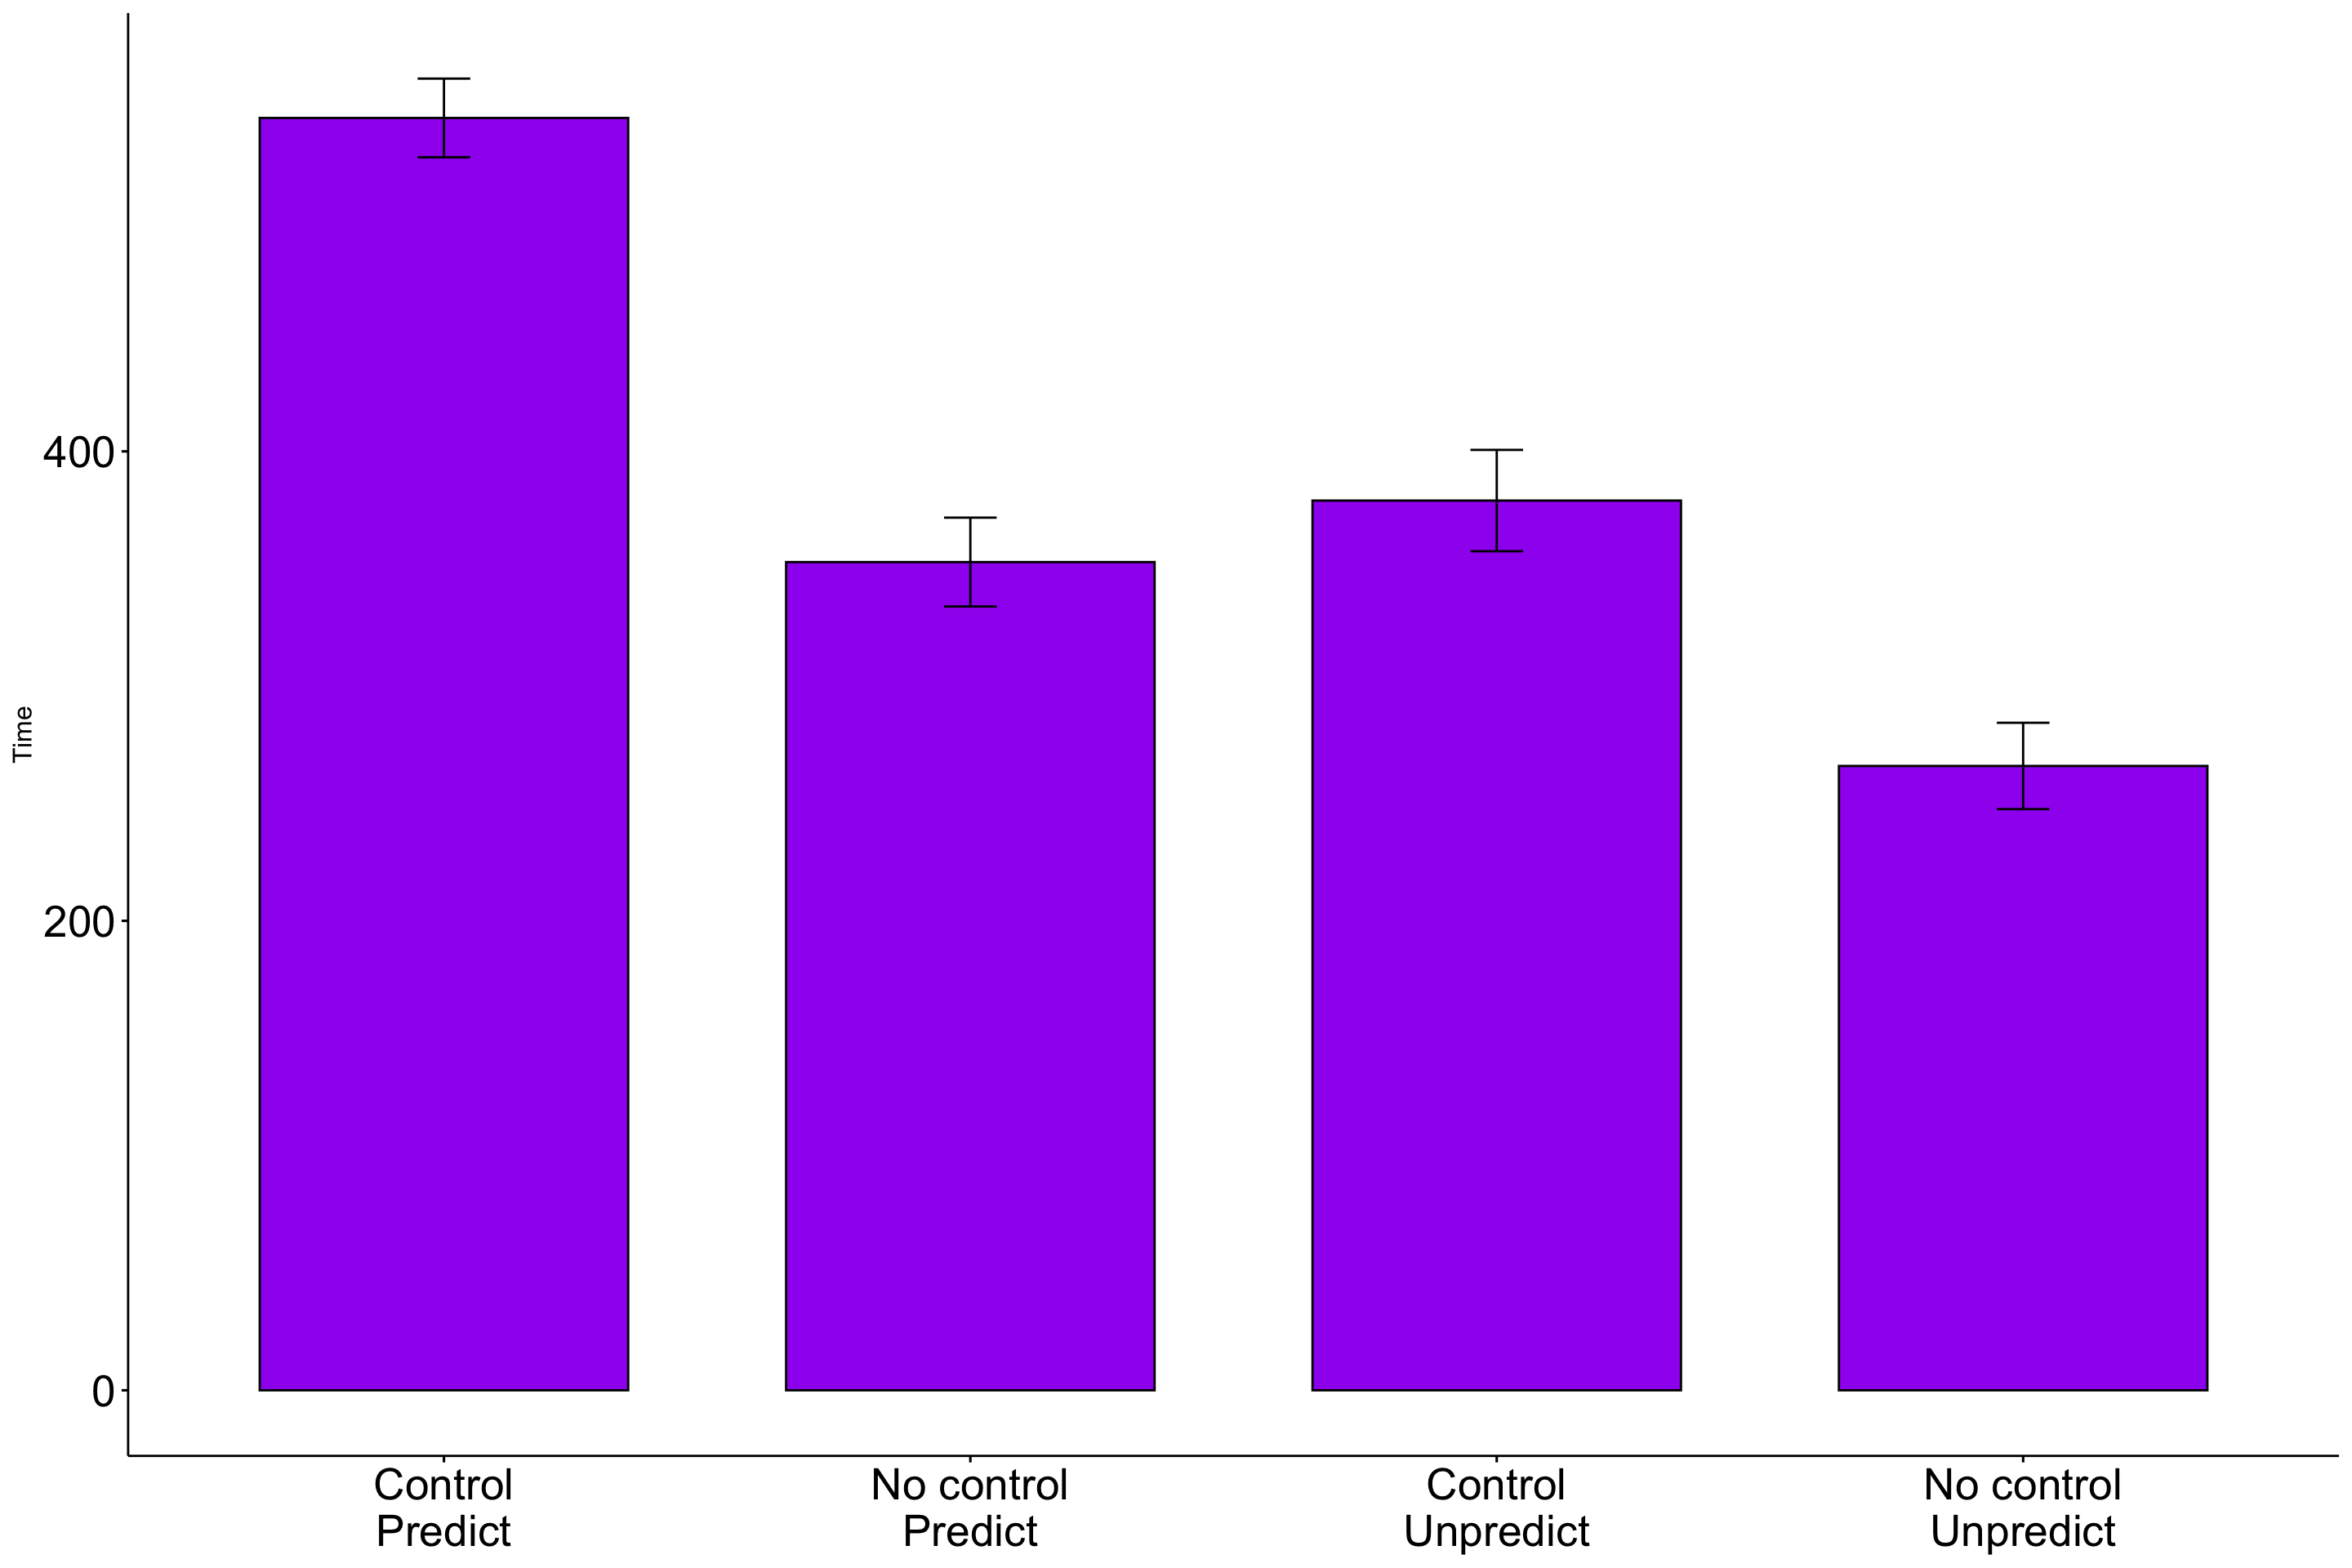 Time
400
200
0
Control
Predict
No control
Predict
Control
Unpredict
No control
Unpredict